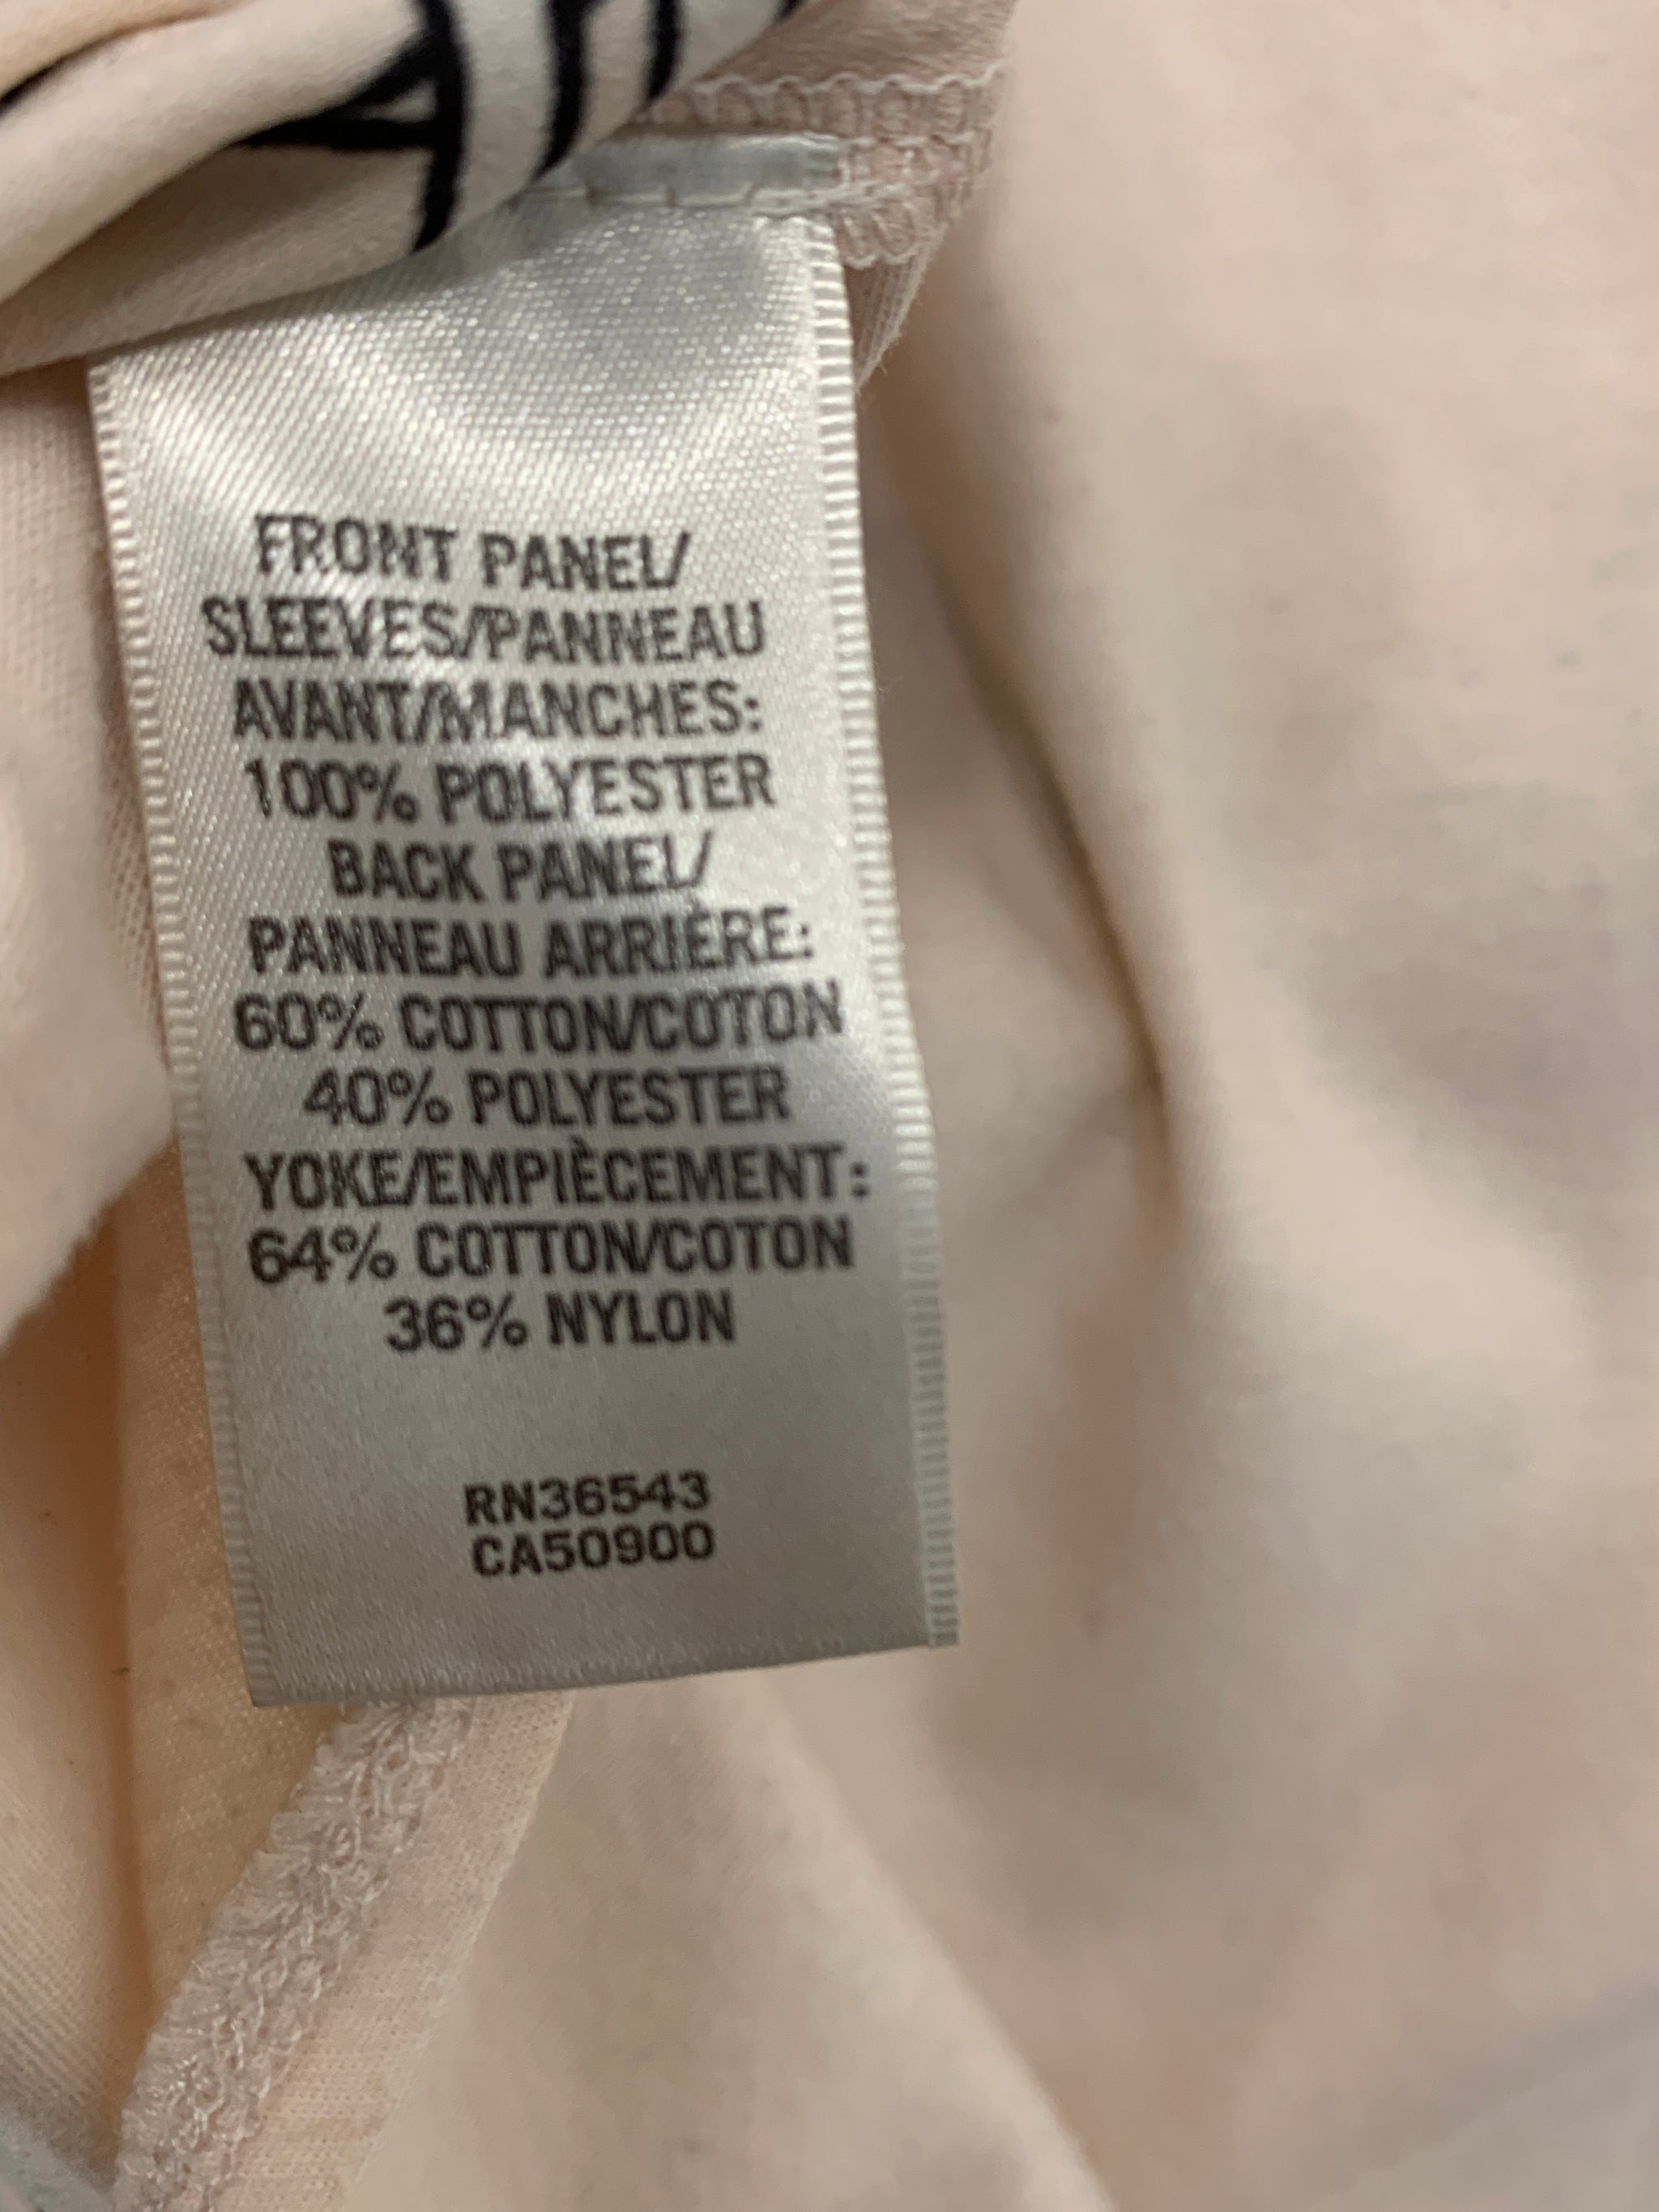 FRONT PANEL/
SLEEVES/PANNEAU
AVANT/MANCHES:
100% POLYESTER
BACK PANEL/
PANNEAU ARRIÈRE:
60% COTTON/COTON
40% POLYESTER
YOKE/EMPIÈCEMENT:
64% COTTON/COTON
36% NYLON
RN36543
CA50900